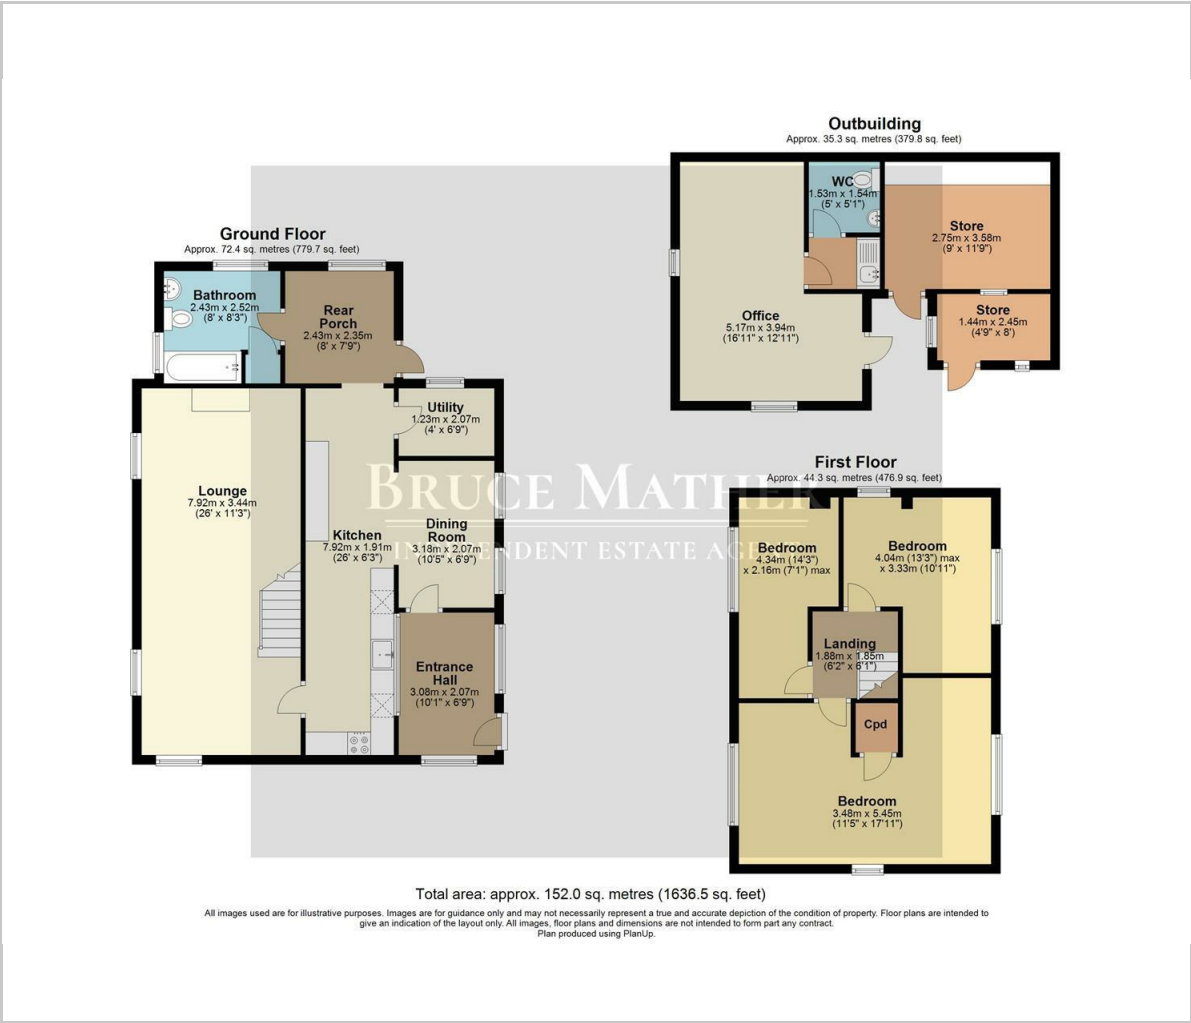 Outbuilding
Approx. 35.3 sq. metres (379.8 sq. feet)
WC
1.53m x 1.54m
(5' x 5'1")
Store
2.75m x 3.58m
(9' x 11'9")
Office
5.17m x 3.94m
(16'11" x 12'11")
Store
1.44m x 2.45m
(4'9" x 8')
Ground Floor
Approx. 72.4 sq. metres (779.7 sq. feet)
Bathroom
2.43m x 2.52m
(8' x 8'3")
Rear
Porch
2.43m x 2.35m
(8' x 7'9")
Utility
1.23m x 2.07m
(4' x 6'9")
Lounge
7.92m x 3.44m
(26' x 11'3")
Kitchen
7.92m x 1.91m
(26' x 6'3")
Dining
Room
3.18m x 2.07m
(10'5" x 6'9")
Entrance
Hall
3.08m x 2.07m
(10'1" x 6'9")
BRUCE MATHER
INDEPENDENT ESTATE AGENT
First Floor
Approx. 44.3 sq. metres (476.9 sq. feet)
Bedroom
4.34m (14'3")
x 2.16m (7'1") max
Bedroom
4.04m (13'3") max
x 3.33m (10'11")
Landing
1.88m x 1.85m
(6'2" x 6'1")
Cpd
Bedroom
3.48m x 5.45m
(11'5" x 17'11")
Total area: approx. 152.0 sq. metres (1636.5 sq. feet)
All images used are for illustrative purposes. Images are for guidance only and may not necessarily represent a true and accurate depiction of the condition of property. Floor plans are intended to
give an indication of the layout only. All images, floor plans and dimensions are not intended to form part any contract.
Plan produced using PlanUp.